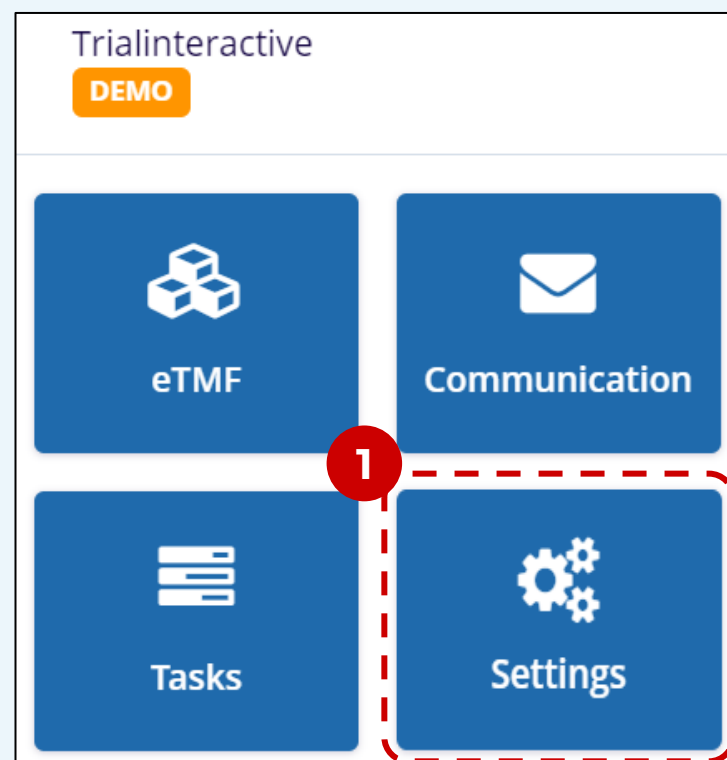 Trialinteractive
DEMO
eTMF
Communication
1
Tasks
Settings